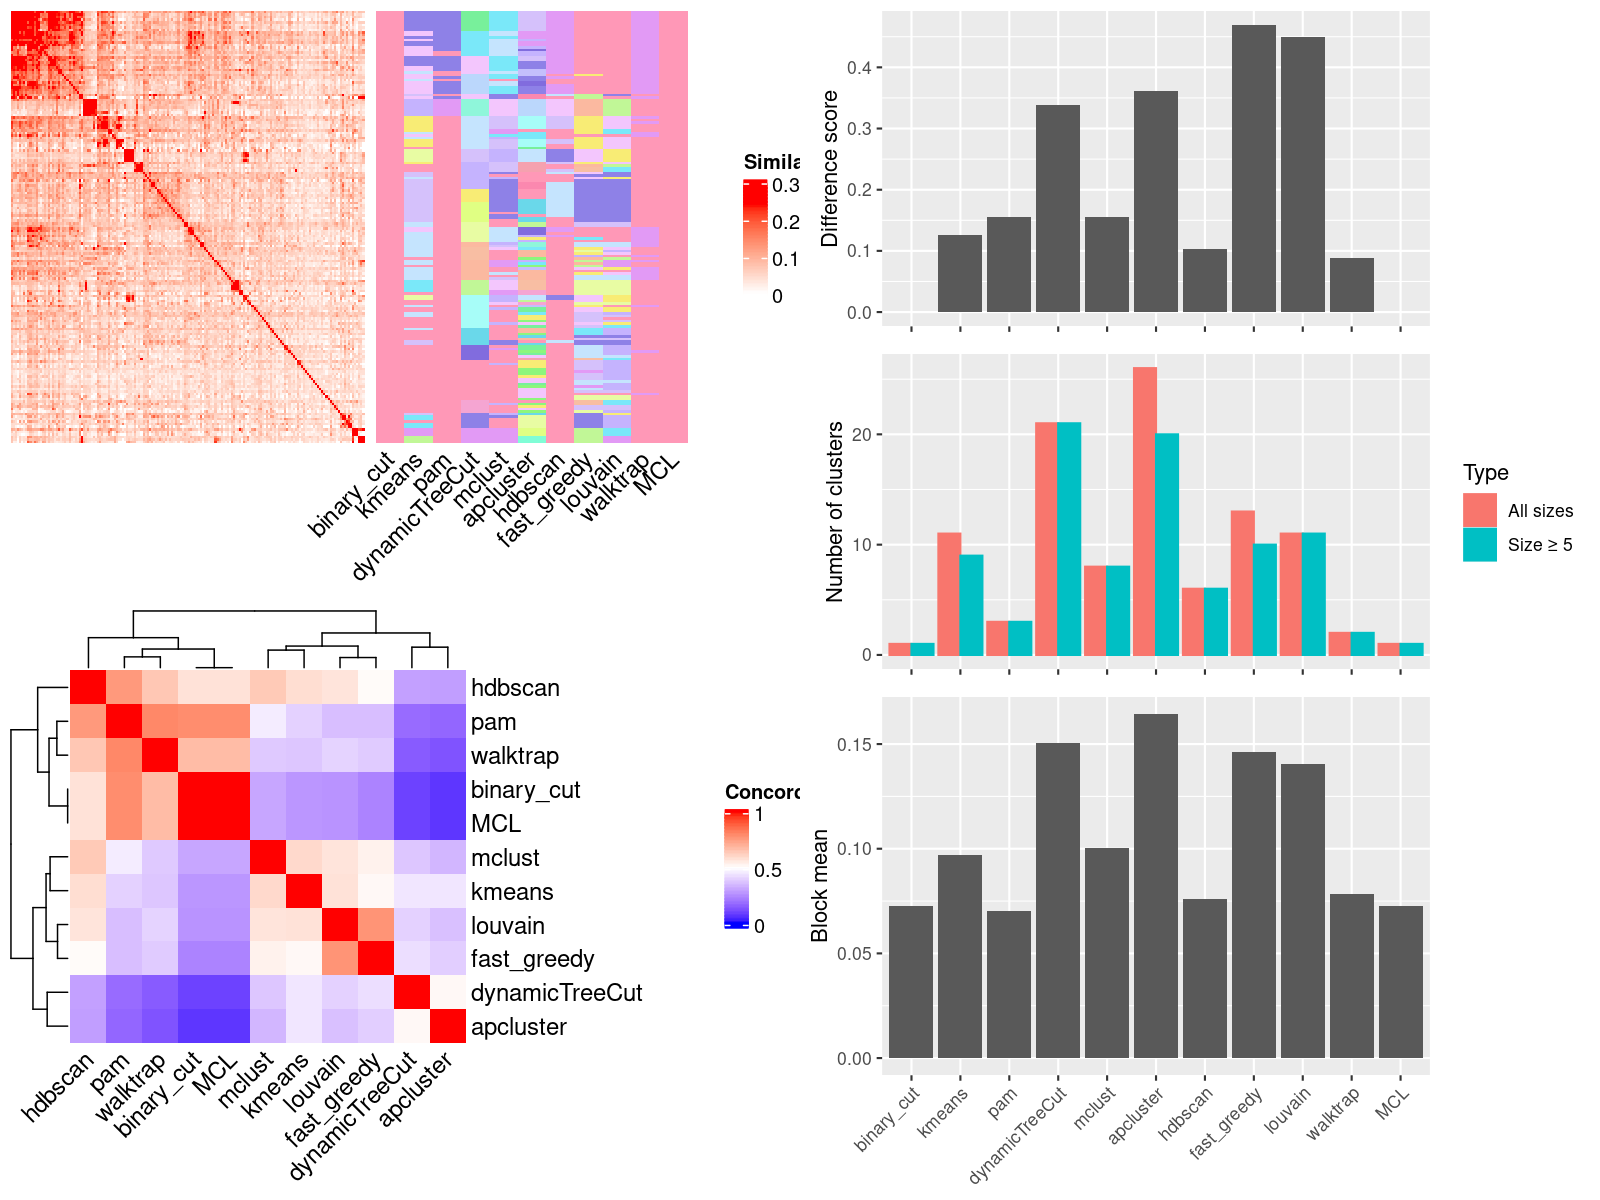 Simila
0.3
0.2
0.1
0
binary_cut
kmeans
pam
dynamicTreeCut
mclust
apcluster
hdbscan
fast_greedy
louvain
walktrap
MCL
hdbscan
pam
walktrap
binary_cut
MCL
mclust
kmeans
louvain
fast_greedy
dynamicTreeCut
apcluster
Concord
1
0.5
0
hdbscan
pam
walktrap
binary_cut
MCL
mclust
kmeans
louvain
fast_greedy
dynamicTreeCut
apcluster
Difference score
0.4
0.3
0.2
0.1
0.0
Number of clusters
20
10
0
Type
All sizes
Size ≥ 5
Block mean
0.15
0.10
0.05
0.00
binary_cut
kmeans
pam
dynamicTreeCut
mclust
apcluster
hdbscan
fast_greedy
louvain
walktrap
MCL